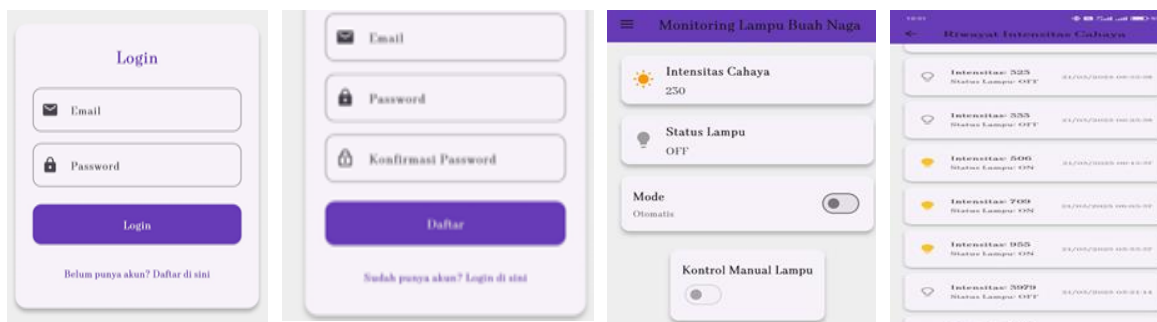 Login
Email
Password
Login
Belum punya akun? Daftar di sini
Email
Password
Konfirmasi Password
Daftar
Sudah punya akun? Login di sini
Monitoring Lampu Buah Naga
Intensitas Cahaya
230
Status Lampu
OFF
Mode
Otomatis
Kontrol Manual Lampu
Riwayat Intensitas Cahaya
Intensitas: 525
Status Lampu: OFF
Intensitas: 555
Status Lampu: OFF
Intensitas: 506
Status Lampu: ON
Intensitas: 709
Status Lampu: ON
Intensitas: 955
Status Lampu: ON
Intensitas:
Status Lampu: OFF